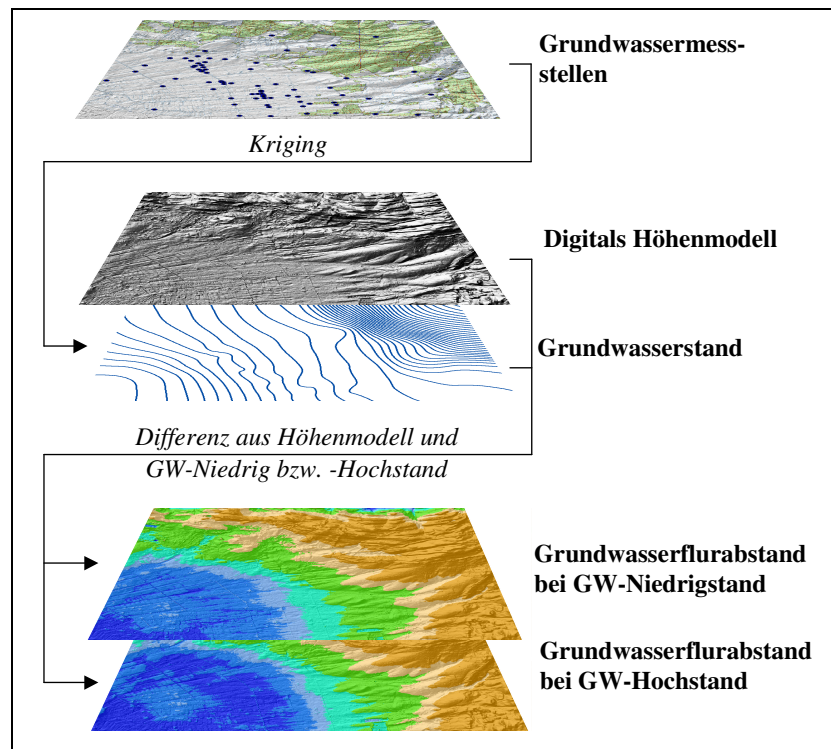 Grundwassermess-
stellen
Kriging
Digitals Höhenmodell
Grundwasserstand
Differenz aus Höhenmodell und
GW-Niedrig bzw. -Hochstand
Grundwasserflurabstand
bei GW-Niedrigstand
Grundwasserflurabstand
bei GW-Hochstand